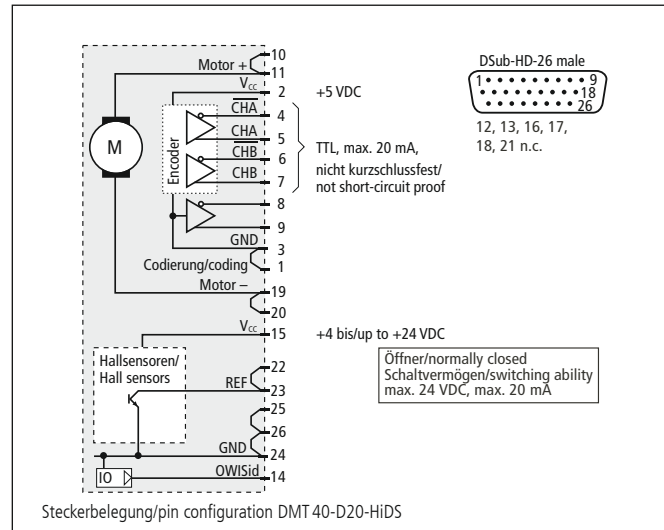 10
Motor +
11
DSub-HD-26 male
Vcc
2
+5 VDC
1
9
18
26
CHA
4
CHA
5
12, 13, 16, 17,
18, 21 n.c.
M
Encoder
CHB
6
CHB
7
TTL, max. 20 mA,
nicht kurzschlussfest/
not short-circuit proof
8
9
GND
3
Codierung/coding
1
Motor –
19
20
Vcc
15
+4 bis/up to +24 VDC
Hallsensoren/
Hall sensors
Öffner/normally closed
Schaltvermögen/switching ability
max. 24 VDC, max. 20 mA
22
REF
23
25
26
GND
24
IO
OWISid
14
Steckerbelegung/pin configuration DMT 40-D20-HiDS